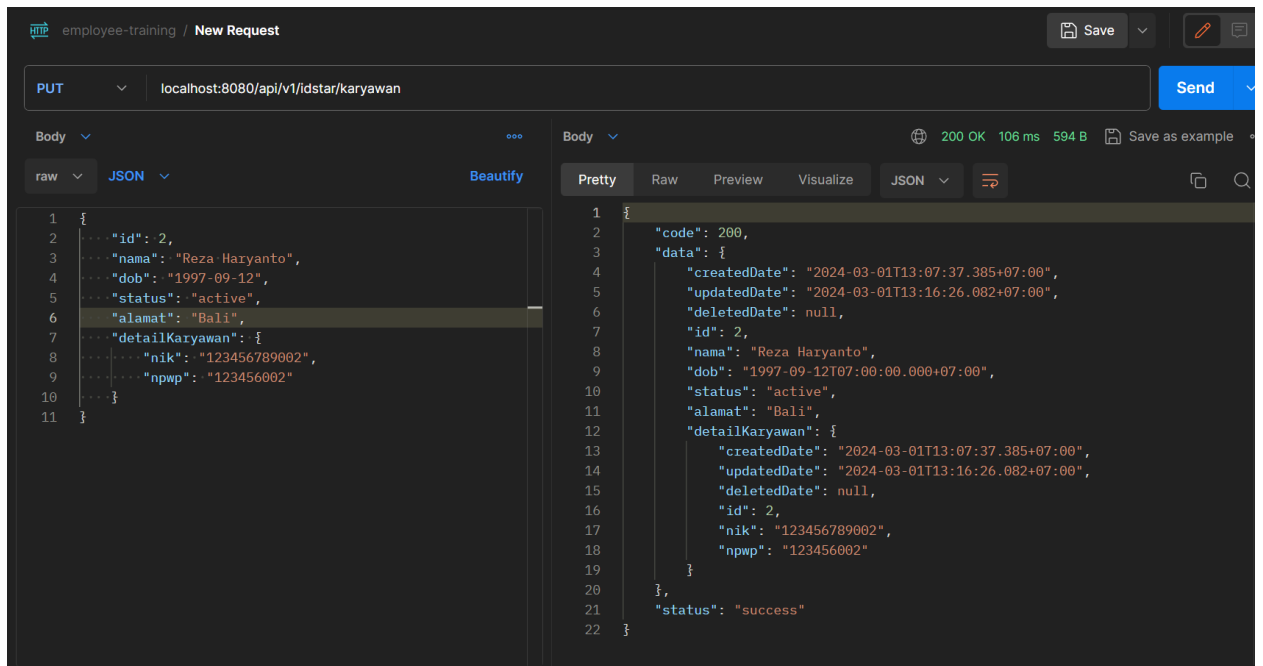 HTTP employee-training / New Request Save
PUT localhost:8080/api/v1/idstar/karyawan Send
Body
raw JSON Beautify
1 {
2 "id": 2,
3 "nama": "Reza Haryanto",
4 "dob": "1997-09-12",
5 "status": "active",
6 "alamat": "Bali",
7 "detailKaryawan": {
8 "nik": "123456789002",
9 "npwp": "123456002"
10 }
11 }
Body 200 OK 106 ms 594 B Save as example
Pretty Raw Preview Visualize JSON
1 {
2 "code": 200,
3 "data": {
4 "createdDate": "2024-03-01T13:07:37.385+07:00",
5 "updatedDate": "2024-03-01T13:16:26.082+07:00",
6 "deletedDate": null,
7 "id": 2,
8 "nama": "Reza Haryanto",
9 "dob": "1997-09-12T07:00:00.000+07:00",
10 "status": "active",
11 "alamat": "Bali",
12 "detailKaryawan": {
13 "createdDate": "2024-03-01T13:07:37.385+07:00",
14 "updatedDate": "2024-03-01T13:16:26.082+07:00",
15 "deletedDate": null,
16 "id": 2,
17 "nik": "123456789002",
18 "npwp": "123456002"
19 }
20 },
21 "status": "success"
22 }